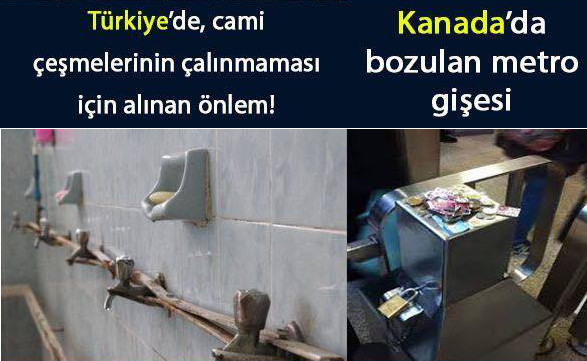 Türkiye’de, cami
çeşmelerinin çalınmaması
için alınan önlem!
Kanada’da
bozulan metro
gişesi